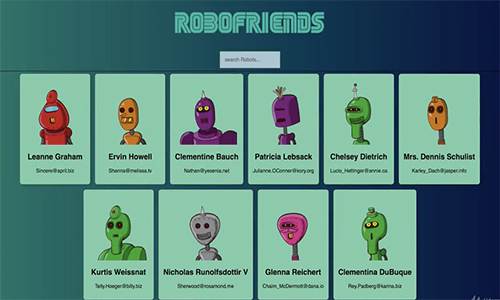 ROBOFRIENDS
search Robots...
Leanne Graham
Sincere@april.biz
Ervin Howell
Shanna@melissa.tv
Clementine Bauch
Nathan@yesenia.net
Patricia Lebsack
Julianne.OConner@kory.org
Chelsey Dietrich
Lucio_Hettinger@annie.ca
Mrs. Dennis Schulist
Karley_Dach@jasper.info
Kurtis Weissnat
Telly.Hoeger@billy.biz
Nicholas Runolfsdottir V
Sherwood@rosamond.me
Glenna Reichert
Chaim_McDermott@dana.io
Clementina DuBuque
Rey.Padberg@karina.biz